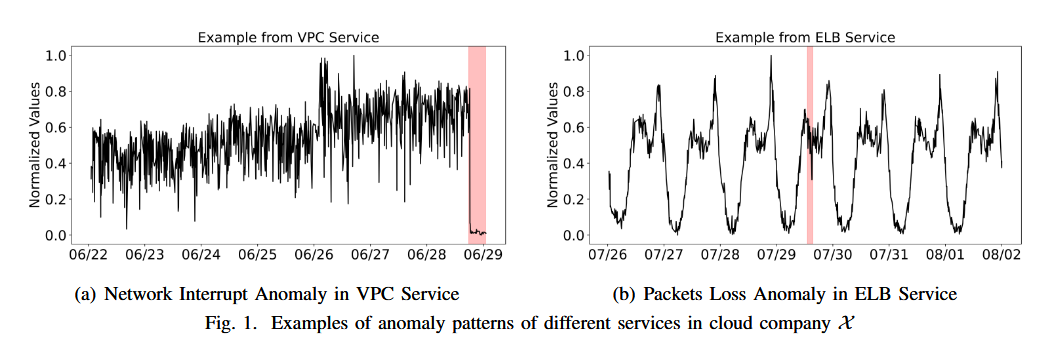 Example from VPC Service
Normalized Values
1.0
0.8
0.6
0.4
0.2
0.0
06/22 06/23 06/24 06/25 06/26 06/27 06/28 06/29
(a) Network Interrupt Anomaly in VPC Service
Example from ELB Service
Normalized Values
1.0
0.8
0.6
0.4
0.2
0.0
07/26 07/27 07/28 07/29 07/30 07/31 08/01 08/02
(b) Packets Loss Anomaly in ELB Service
Fig. 1. Examples of anomaly patterns of different services in cloud company 𝒳